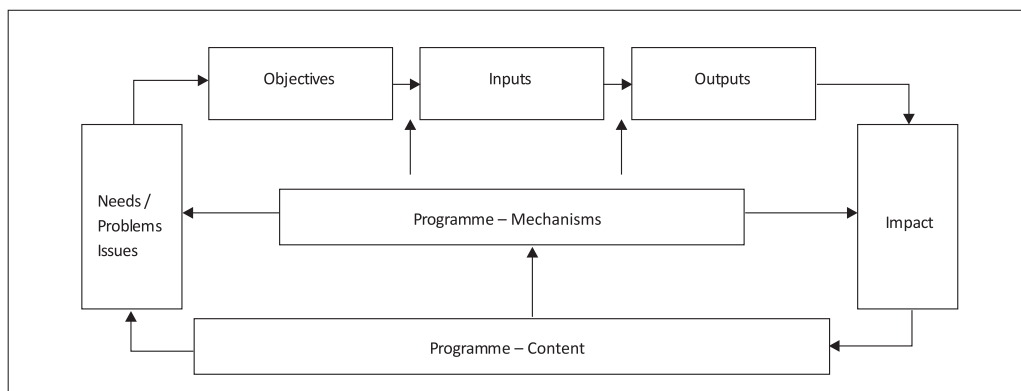 Objectives
Inputs
Outputs
Needs /
Problems
Issues
Programme – Mechanisms
Impact
Programme – Content